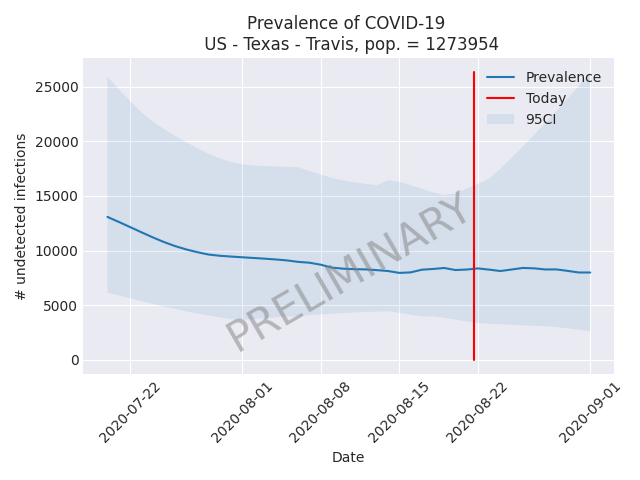 Prevalence of COVID-19
US - Texas - Travis, pop. = 1273954
Prevalence
Today
95CI
25000
20000
15000
10000
5000
0
# undetected infections
PRELIMINARY
2020-07-22
2020-08-01
2020-08-08
2020-08-15
2020-08-22
2020-09-01
Date